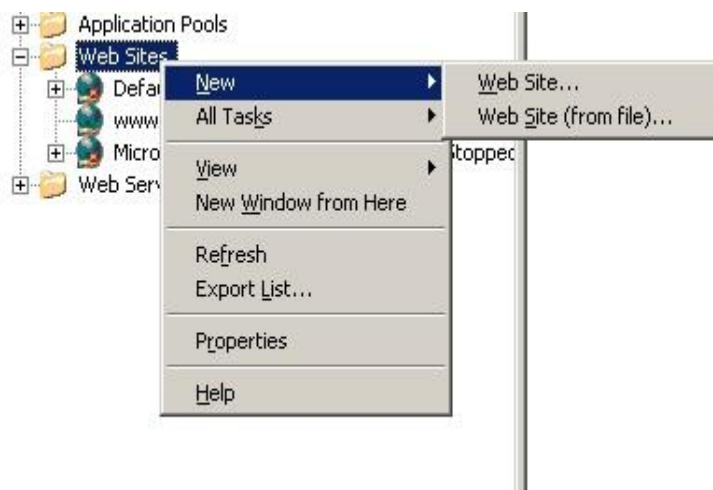 Application Pools
Web Sites
New
Web Site...
All Tasks
Web Site (from file)...
www
View
New Window from Here
Refresh
Export List...
Properties
Help